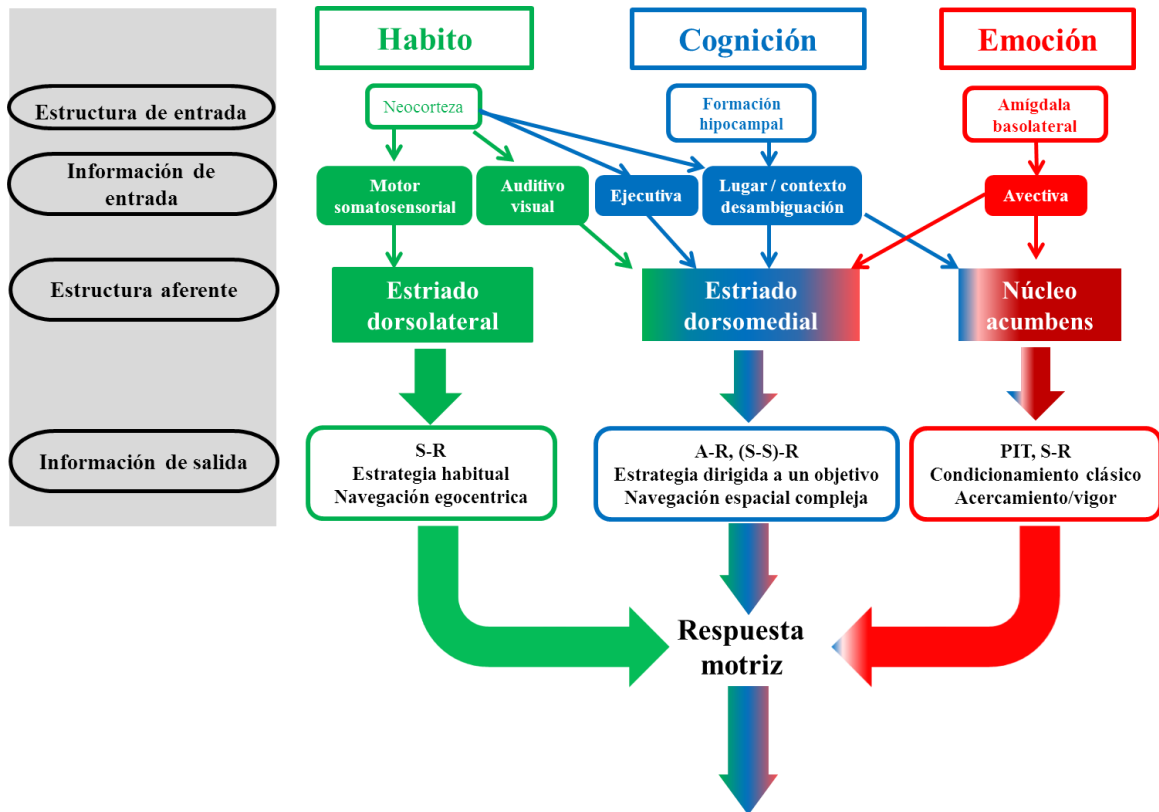 Habito
Cognición
Emoción
Estructura de entrada
Neocorteza
Formación
hipocampal
Amígdala
basolateral
Información de
entrada
Motor
somatosensorial
Auditivo
visual
Ejecutiva
Lugar / contexto
desambiguación
Avectiva
Estructura aferente
Estriado
dorsolateral
Estriado
dorsomedial
Núcleo
acumbens
Información de salida
S-R
Estrategia habitual
Navegación egocentrica
A-R, (S-S)-R
Estrategia dirigida a un objetivo
Navegación espacial compleja
PIT, S-R
Condicionamiento clásico
Acercamiento/vigor
Respuesta
motriz